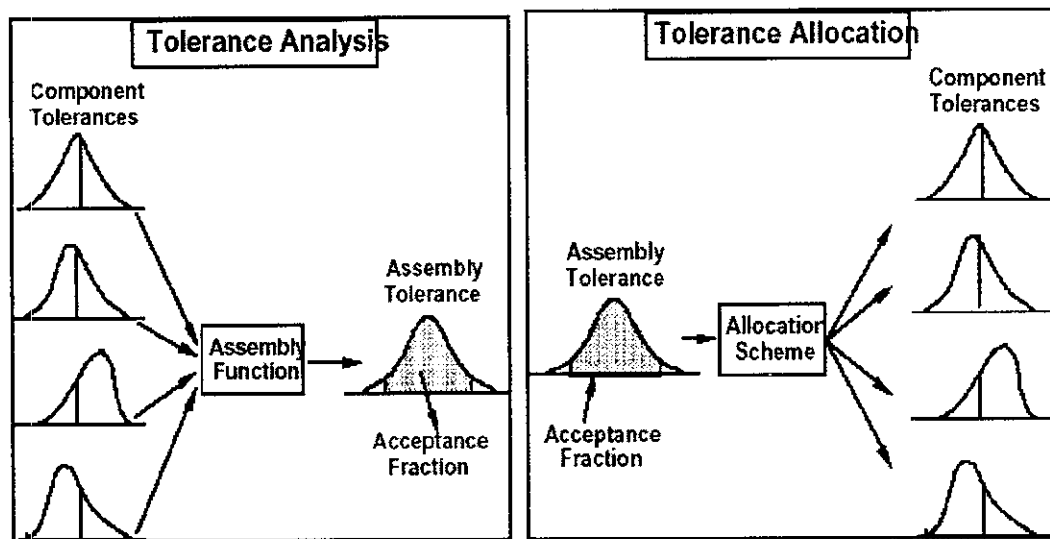 Tolerance Analysis
Component
Tolerances
Assembly
Function
Assembly
Tolerance
Acceptance
Fraction
Tolerance Allocation
Component
Tolerances
Assembly
Tolerance
Allocation
Scheme
Acceptance
Fraction